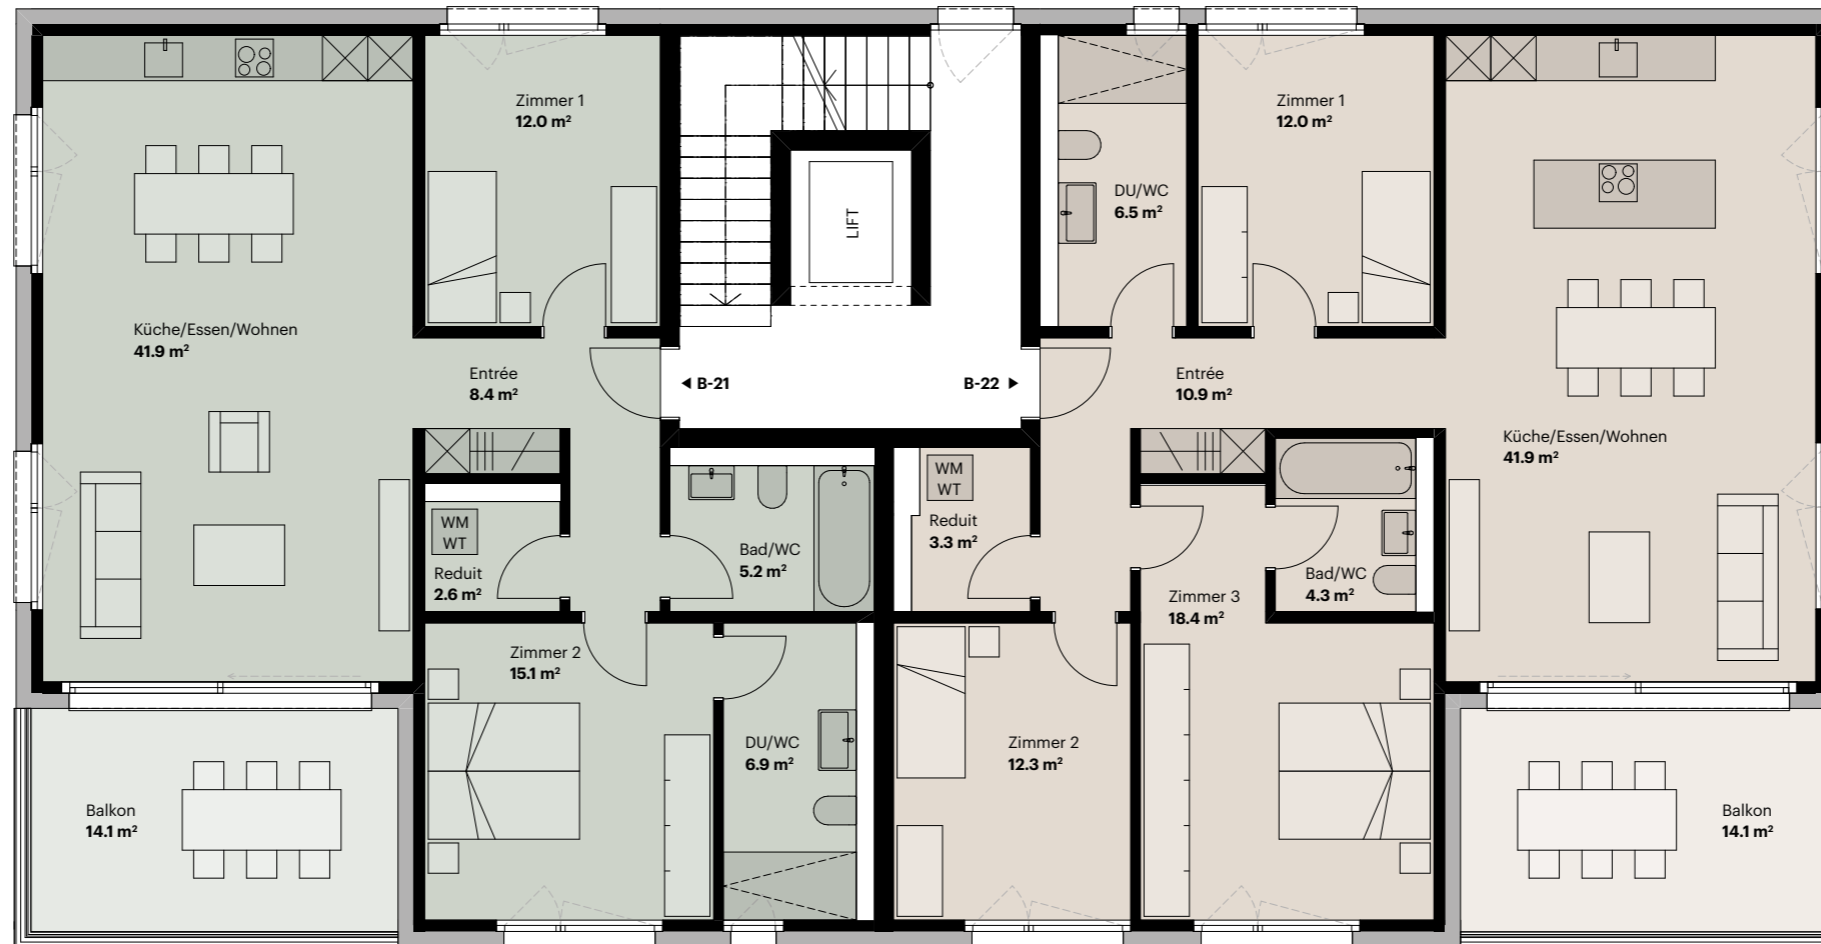 Zimmer 1
12.0 m²
Küche/Essen/Wohnen
41.9 m²
Entrée
8.4 m²
WM
WT
Reduit
2.6 m²
Bad/WC
5.2 m²
Zimmer 2
15.1 m²
DU/WC
6.9 m²
Balkon
14.1 m²
LIFT
◀ B-21
B-22 ▶
DU/WC
6.5 m²
Zimmer 1
12.0 m²
Entrée
10.9 m²
Küche/Essen/Wohnen
41.9 m²
WM
WT
Reduit
3.3 m²
Bad/WC
4.3 m²
Zimmer 3
18.4 m²
Zimmer 2
12.3 m²
Balkon
14.1 m²